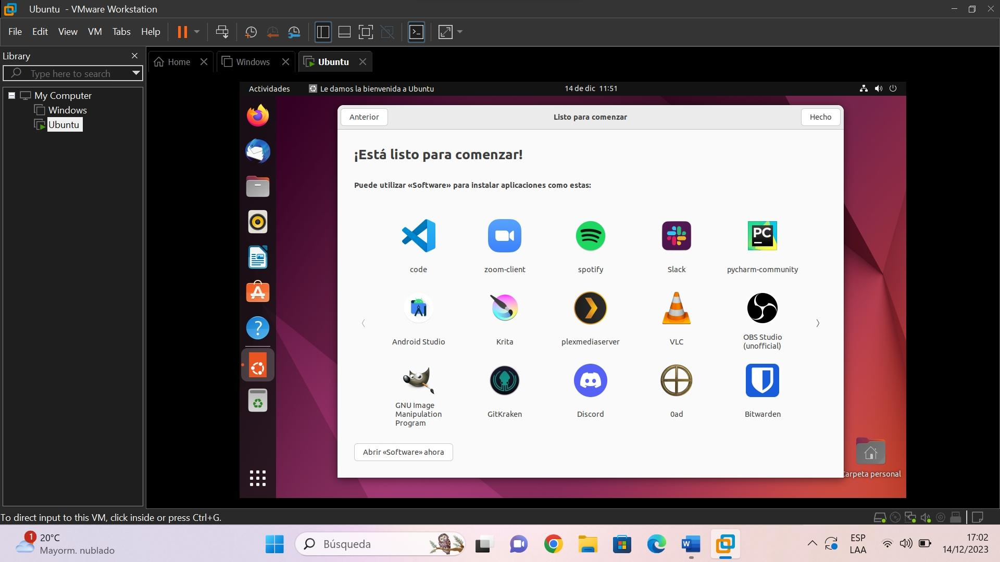 Ubuntu - VMware Workstation
File Edit View VM Tabs Help
Library
Type here to search
My Computer
Windows
Ubuntu
Home
Windows
Ubuntu
Actividades
Le damos la bienvenida a Ubuntu
14 de dic 11:51
Anterior
Listo para comenzar
Hecho
¡Está listo para comenzar!
Puede utilizar «Software» para instalar aplicaciones como estas:
code
zoom-client
spotify
Slack
PC
pycharm-community
Android Studio
Krita
plexmediaserver
VLC
OBS Studio
(unofficial)
GNU Image
Manipulation
Program
GitKraken
Discord
0ad
Bitwarden
Abrir «Software» ahora
Carpeta personal
To direct input to this VM, click inside or press Ctrl+G.
1
20°C
Mayorm. nublado
Búsqueda
W
ESP
LAA
17:02
14/12/2023